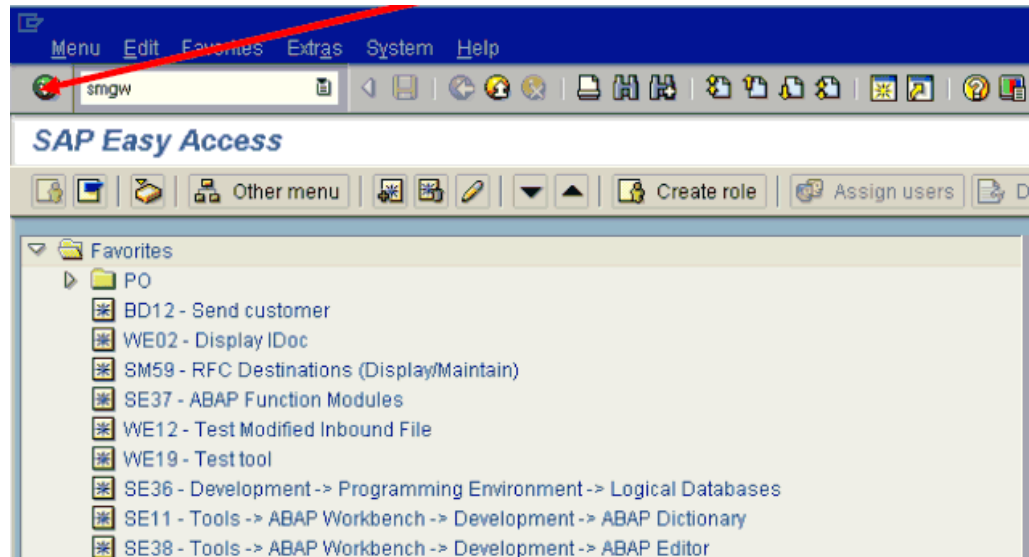 Menu Edit Favorites Extras System Help
smgw
SAP Easy Access
Other menu Create role Assign users D
Favorites
PO
BD12 - Send customer
WE02 - Display IDoc
SM59 - RFC Destinations (Display/Maintain)
SE37 - ABAP Function Modules
WE12 - Test Modified Inbound File
WE19 - Test tool
SE36 - Development -> Programming Environment -> Logical Databases
SE11 - Tools -> ABAP Workbench -> Development -> ABAP Dictionary
SE38 - Tools -> ABAP Workbench -> Development -> ABAP Editor